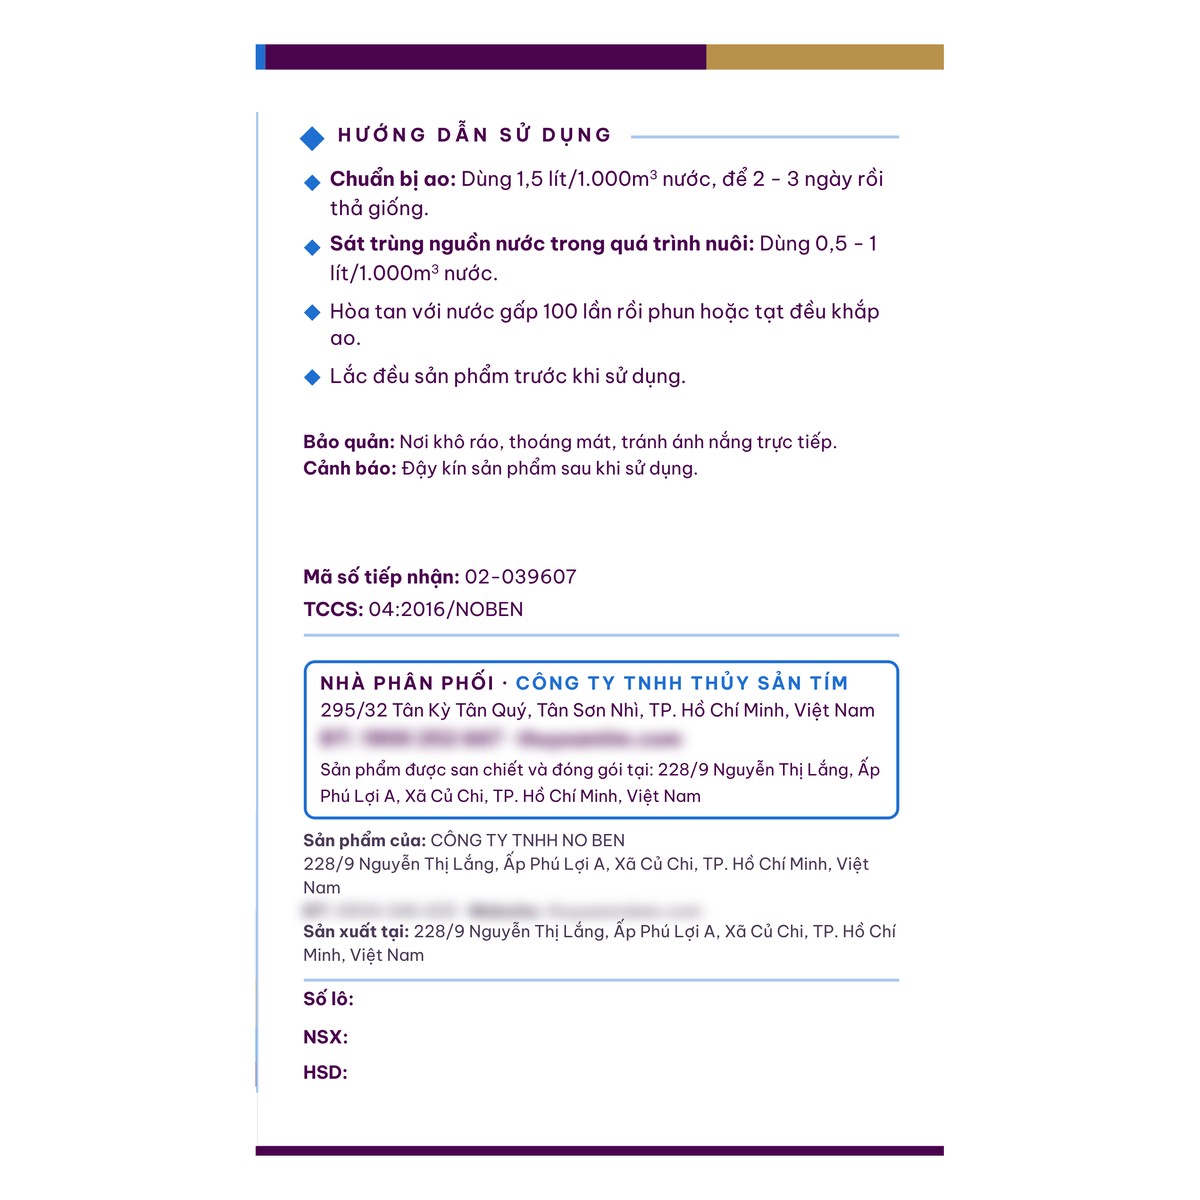 HƯỚNG DẪN SỬ DỤNG
Chuẩn bị ao: Dùng 1,5 lít/1.000m³ nước, để 2 - 3 ngày rồi
thả giống.
Sát trùng nguồn nước trong quá trình nuôi: Dùng 0,5 - 1
lít/1.000m³ nước.
Hòa tan với nước gấp 100 lần rồi phun hoặc tạt đều khắp
ao.
Lắc đều sản phẩm trước khi sử dụng.
Bảo quản: Nơi khô ráo, thoáng mát, tránh ánh nắng trực tiếp.
Cảnh báo: Đậy kín sản phẩm sau khi sử dụng.
Mã số tiếp nhận: 02-039607
TCCS: 04:2016/NOBEN
NHÀ PHÂN PHỐI · CÔNG TY TNHH THỦY SẢN TÍM
295/32 Tân Kỳ Tân Quý, Tân Sơn Nhì, TP. Hồ Chí Minh, Việt Nam
Sản phẩm được san chiết và đóng gói tại: 228/9 Nguyễn Thị Lắng, Ấp
Phú Lợi A, Xã Củ Chi, TP. Hồ Chí Minh, Việt Nam
Sản phẩm của: CÔNG TY TNHH NO BEN
228/9 Nguyễn Thị Lắng, Ấp Phú Lợi A, Xã Củ Chi, TP. Hồ Chí Minh, Việt
Nam
Sản xuất tại: 228/9 Nguyễn Thị Lắng, Ấp Phú Lợi A, Xã Củ Chi, TP. Hồ Chí
Minh, Việt Nam
Số lô:
NSX:
HSD: